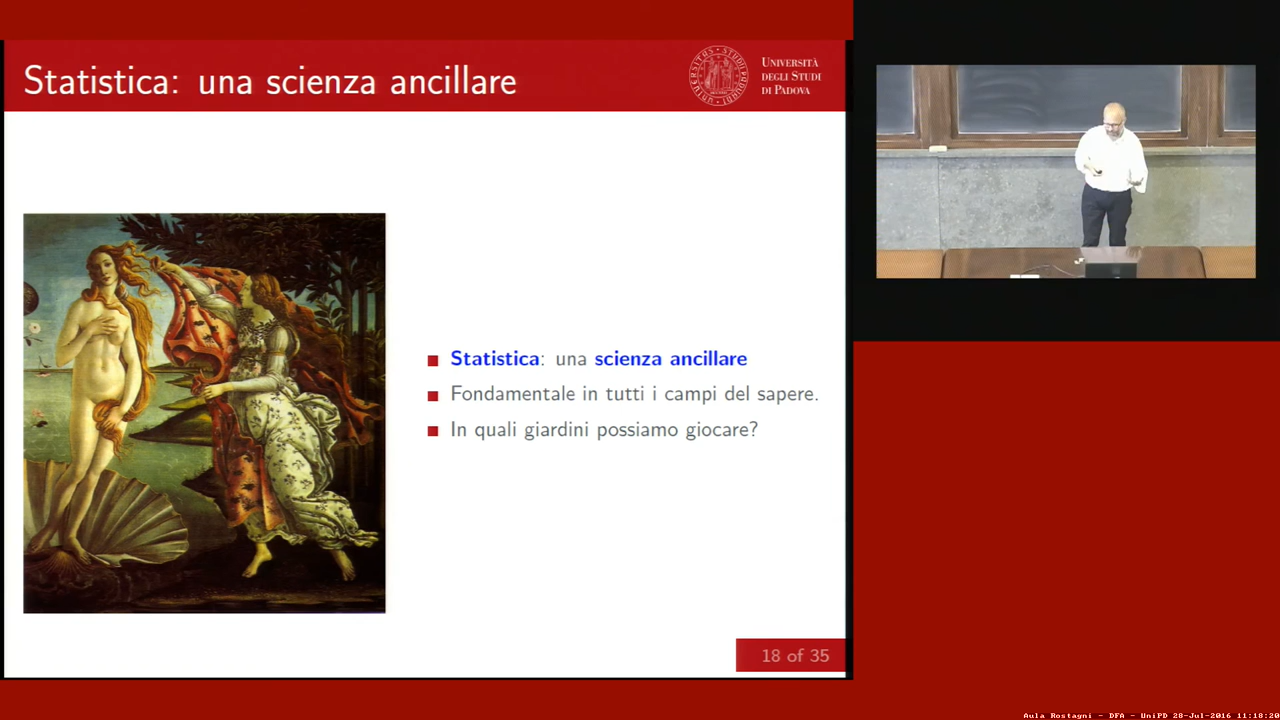 Statistica: una scienza ancillare
UNIVERSITÀ
DEGLI STUDI
DI PADOVA
Statistica: una scienza ancillare
Fondamentale in tutti i campi del sapere.
In quali giardini possiamo giocare?
18 of 35
Aula Rostagni - DFA - UniPD 28-Jul-2016 11:18:20